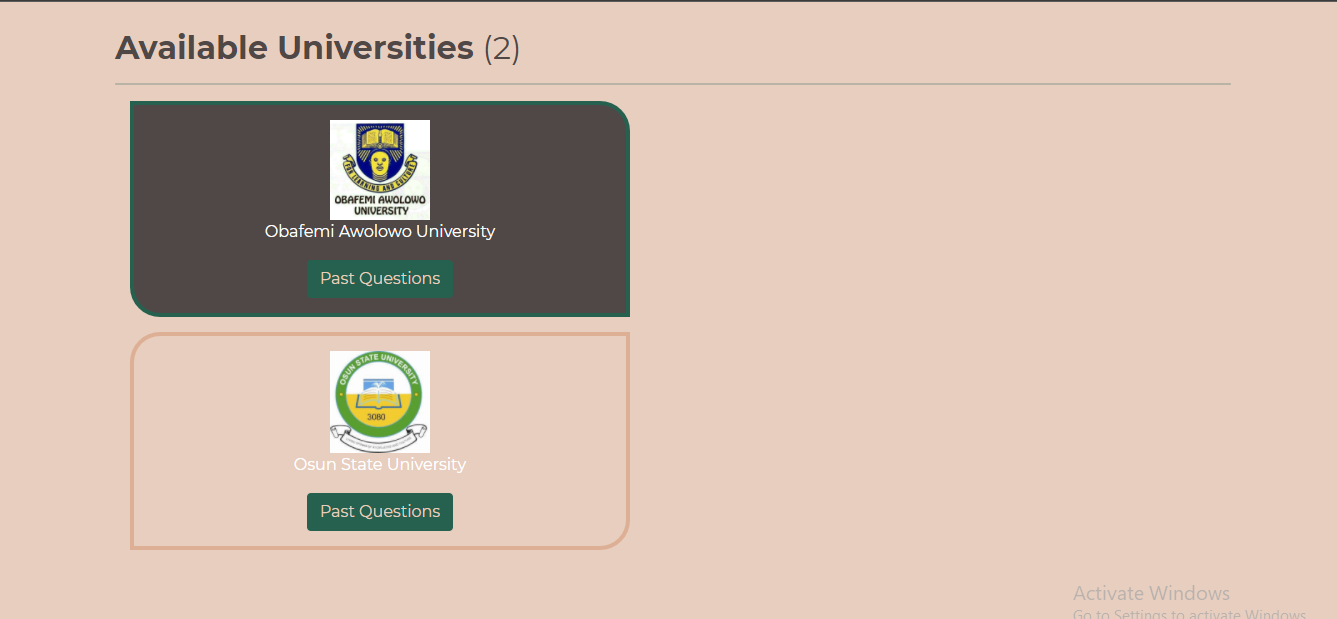 Available Universities (2)
FOR LEARNING AND CULTURE
OBAFEMI AWOLOWO
UNIVERSITY
Obafemi Awolowo University
Past Questions
OSUN STATE UNIVERSITY
3080
Osun State University
Past Questions
Activate Windows
Go to Settings to activate Windows.